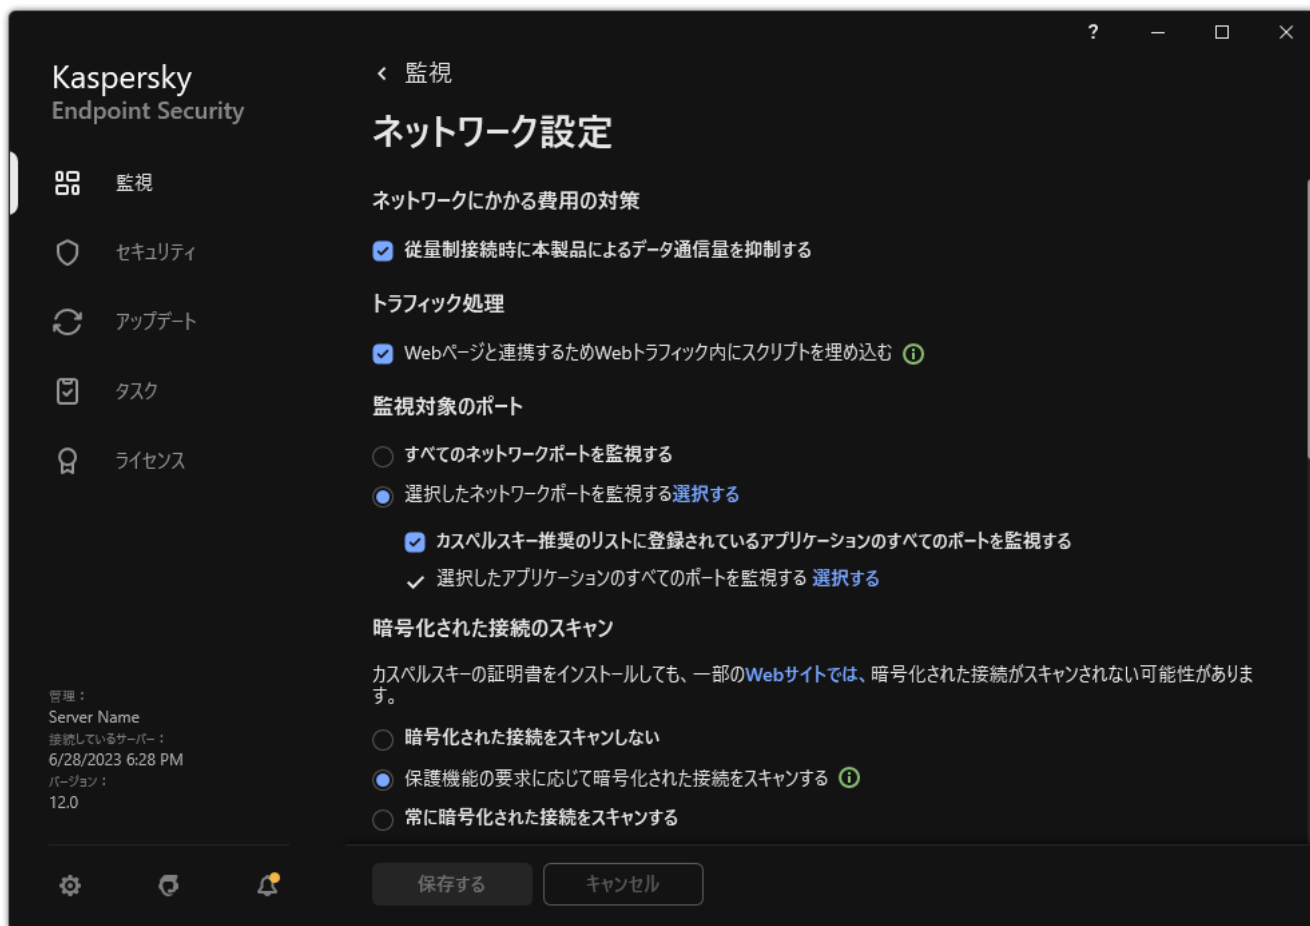 ?
Kaspersky
Endpoint Security
監視
セキュリティ
アップデート
タスク
ライセンス
管理：
Server Name
接続しているサーバー：
6/28/2023 6:28 PM
バージョン：
12.0
監視
ネットワーク設定
ネットワークにかかる費用の対策
従量制接続時に本製品によるデータ通信量を抑制する
トラフィック処理
Webページと連携するためWebトラフィック内にスクリプトを埋め込む
監視対象のポート
すべてのネットワークポートを監視する
選択したネットワークポートを監視する選択する
カスペルスキー推奨のリストに登録されているアプリケーションのすべてのポートを監視する
選択したアプリケーションのすべてのポートを監視する 選択する
暗号化された接続のスキャン
カスペルスキーの証明書をインストールしても、一部のWebサイトでは、暗号化された接続がスキャンされない可能性がありま
す。
暗号化された接続をスキャンしない
保護機能の要求に応じて暗号化された接続をスキャンする
常に暗号化された接続をスキャンする
保存する
キャンセル